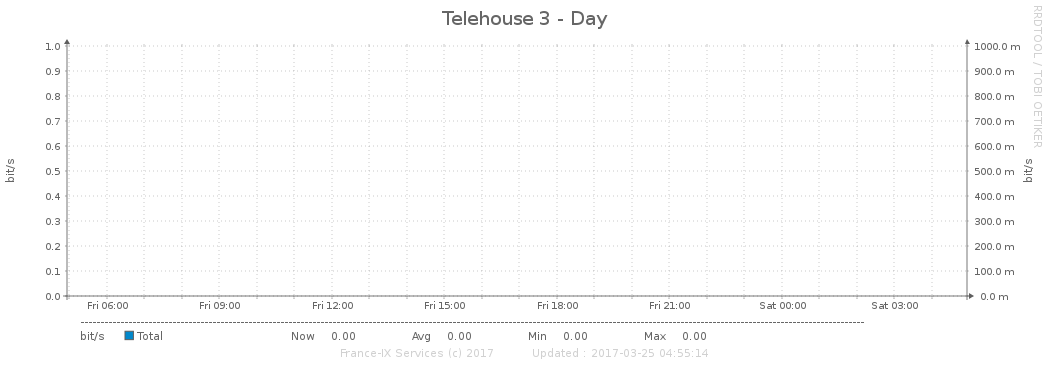 Telehouse 3 - Day
RRDTOOL / TOBI OETIKER
1.0 1000.0 m
0.9 900.0 m
0.8 800.0 m
0.7 700.0 m
0.6 600.0 m
bit/s bit/s
0.5 500.0 m
0.4 400.0 m
0.3 300.0 m
0.2 200.0 m
0.1 100.0 m
0.0 0.0 m
Fri 06:00 Fri 09:00 Fri 12:00 Fri 15:00 Fri 18:00 Fri 21:00 Sat 00:00 Sat 03:00
bit/s Total Now 0.00 Avg 0.00 Min 0.00 Max 0.00
France-IX Services (c) 2017 Updated : 2017-03-25 04:55:14